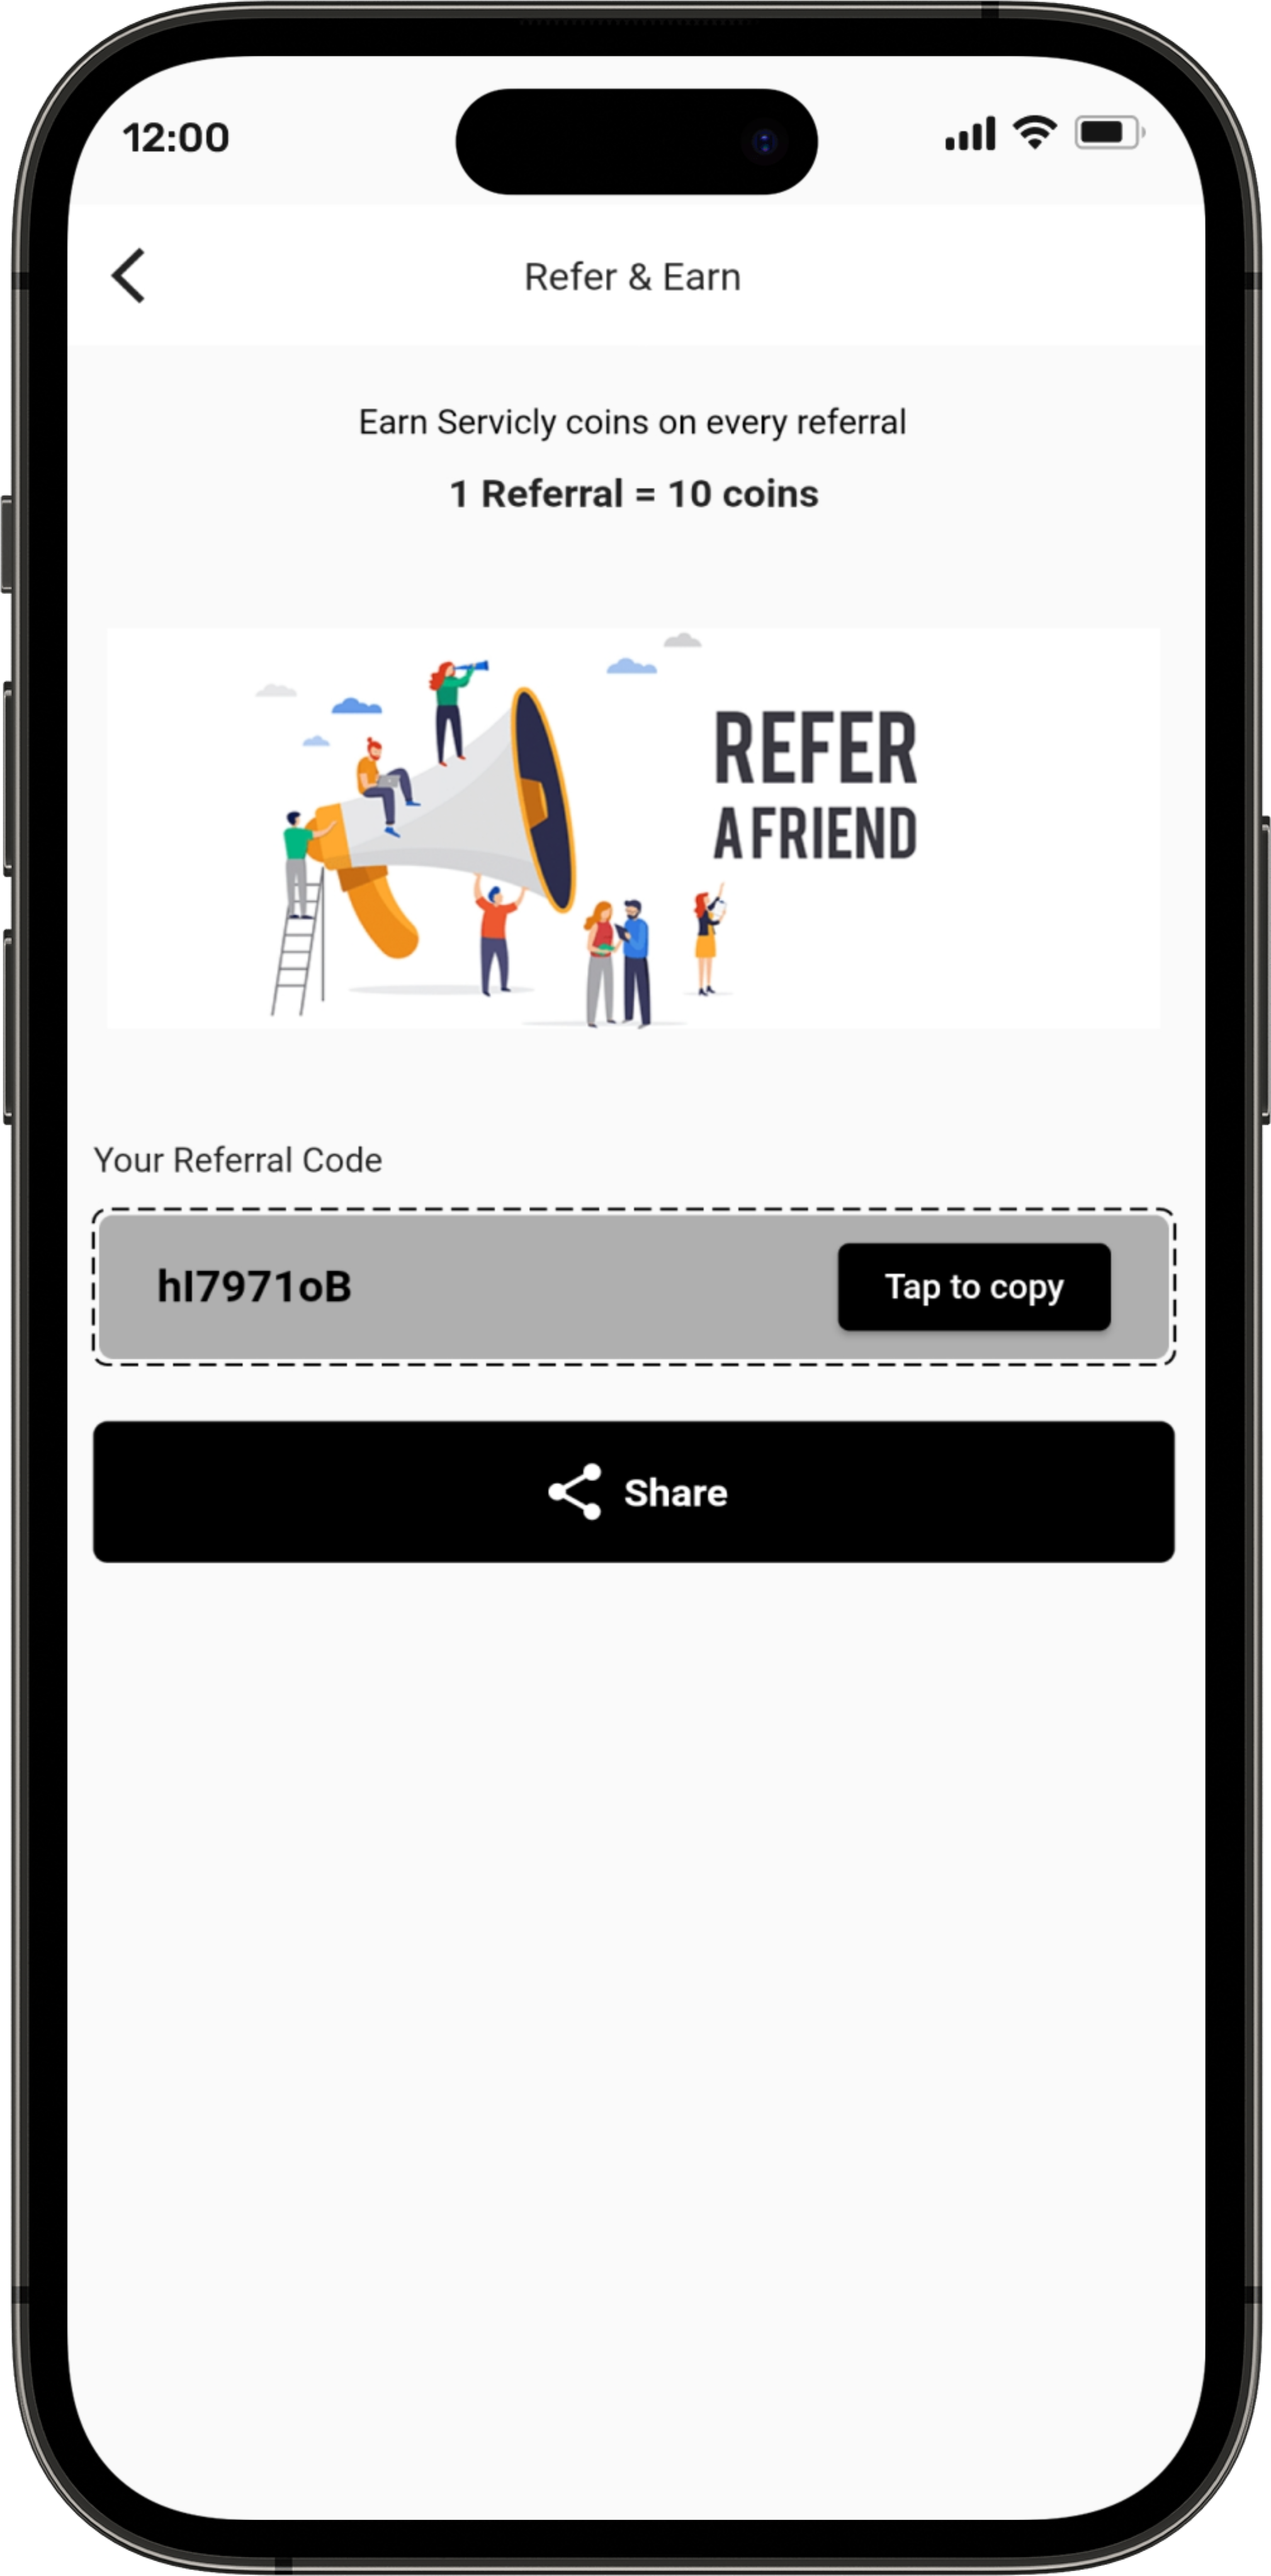 12:00
Refer & Earn
Earn Servicly coins on every referral
1 Referral = 10 coins
REFER
A FRIEND
Your Referral Code
hI7971oB
Tap to copy
Share